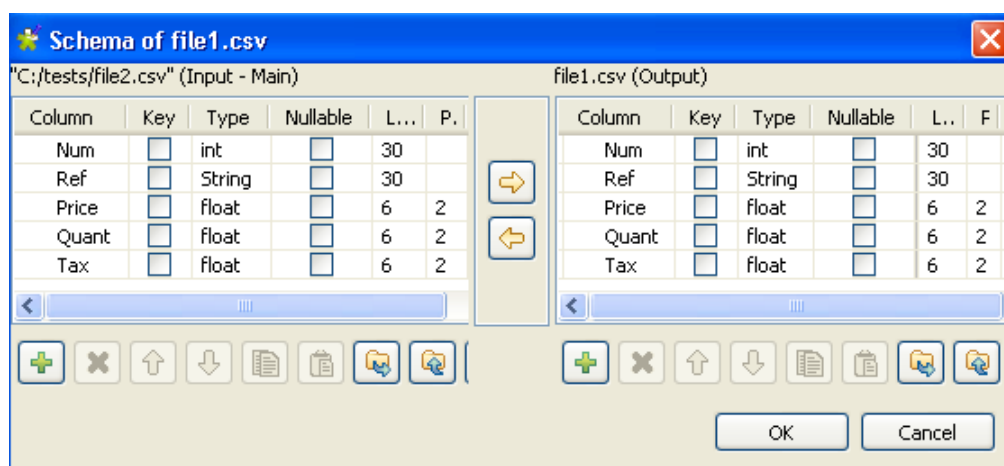 Schema of file1.csv
"C:/tests/file2.csv" (Input - Main)
file1.csv (Output)
Column Key Type Nullable L... P.
Num int 30
Ref String 30
Price float 6 2
Quant float 6 2
Tax float 6 2
Column Key Type Nullable L.. F
Num int 30
Ref String 30
Price float 6 2
Quant float 6 2
Tax float 6 2
OK
Cancel